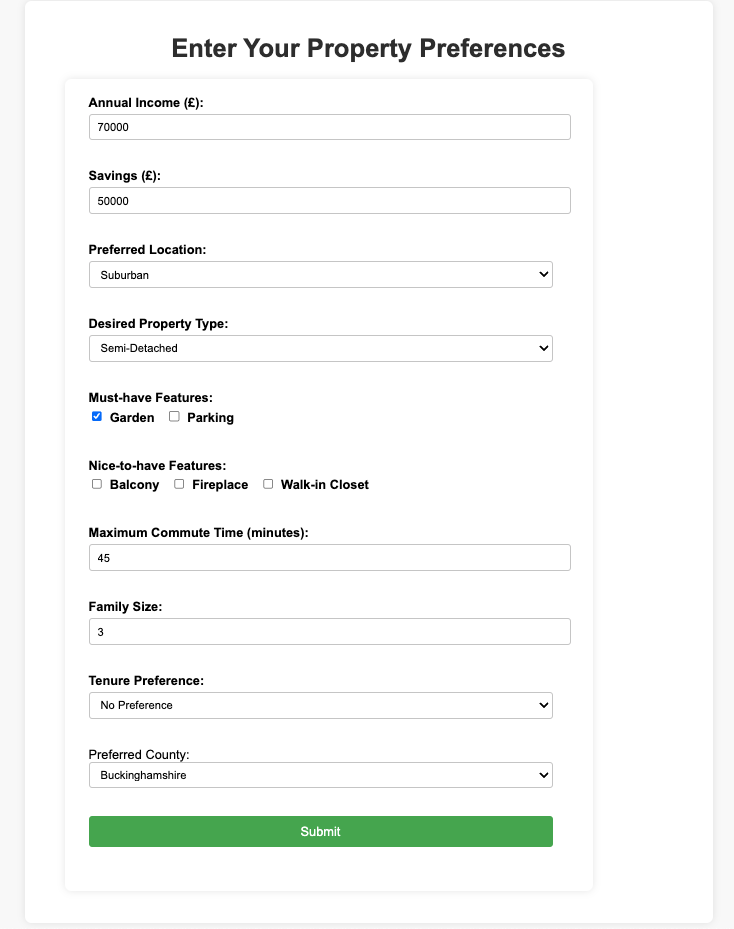 Enter Your Property Preferences
Annual Income (£):
70000
Savings (£):
50000
Preferred Location:
Suburban
Desired Property Type:
Semi-Detached
Must-have Features:
Garden Parking
Nice-to-have Features:
Balcony Fireplace Walk-in Closet
Maximum Commute Time (minutes):
45
Family Size:
3
Tenure Preference:
No Preference
Preferred County:
Buckinghamshire
Submit